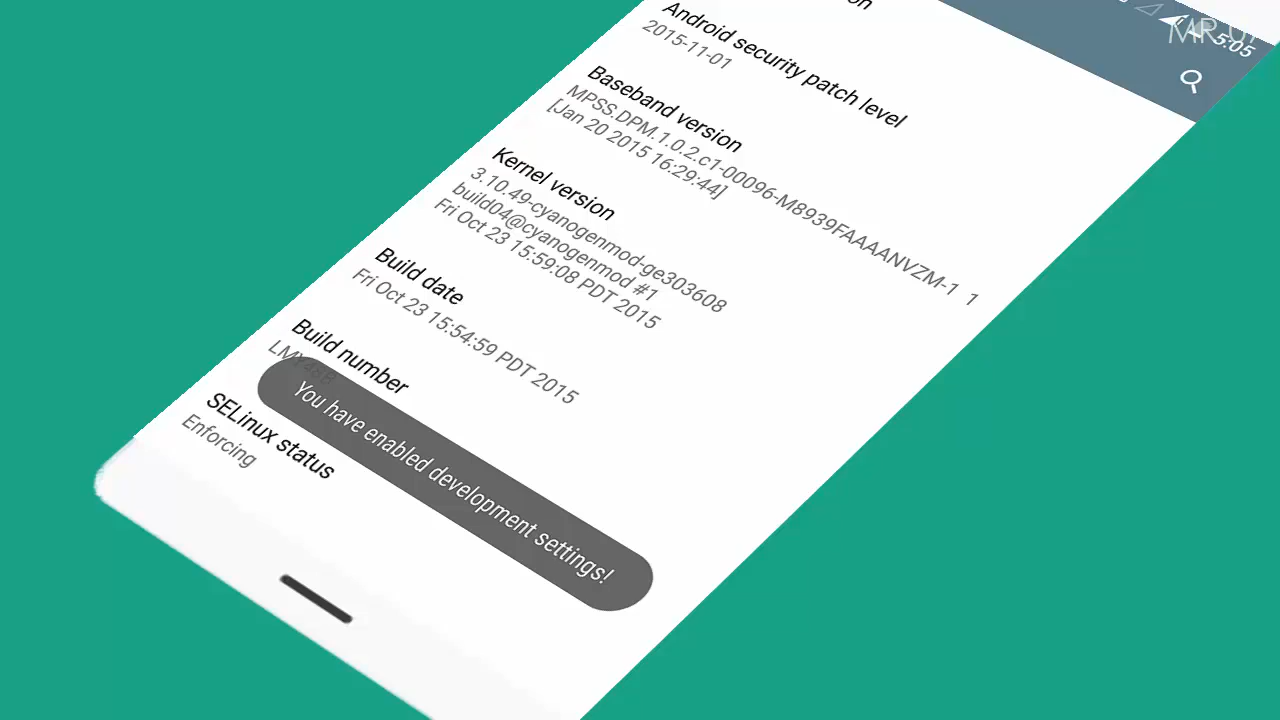 5:05
Android security patch level
2015-11-01
Baseband version
MPSS.DPM.1.0.2.c1-00096-M8939FAAAANVZM-1 1
[Jan 20 2015 16:29:44]
Kernel version
3.10.49-cyanogenmod-ge303608
build04@cyanogenmod #1
Fri Oct 23 15:59:08 PDT 2015
Build date
Fri Oct 23 15:54:59 PDT 2015
Build number
LMY48B
You have enabled development settings!
SELinux status
Enforcing